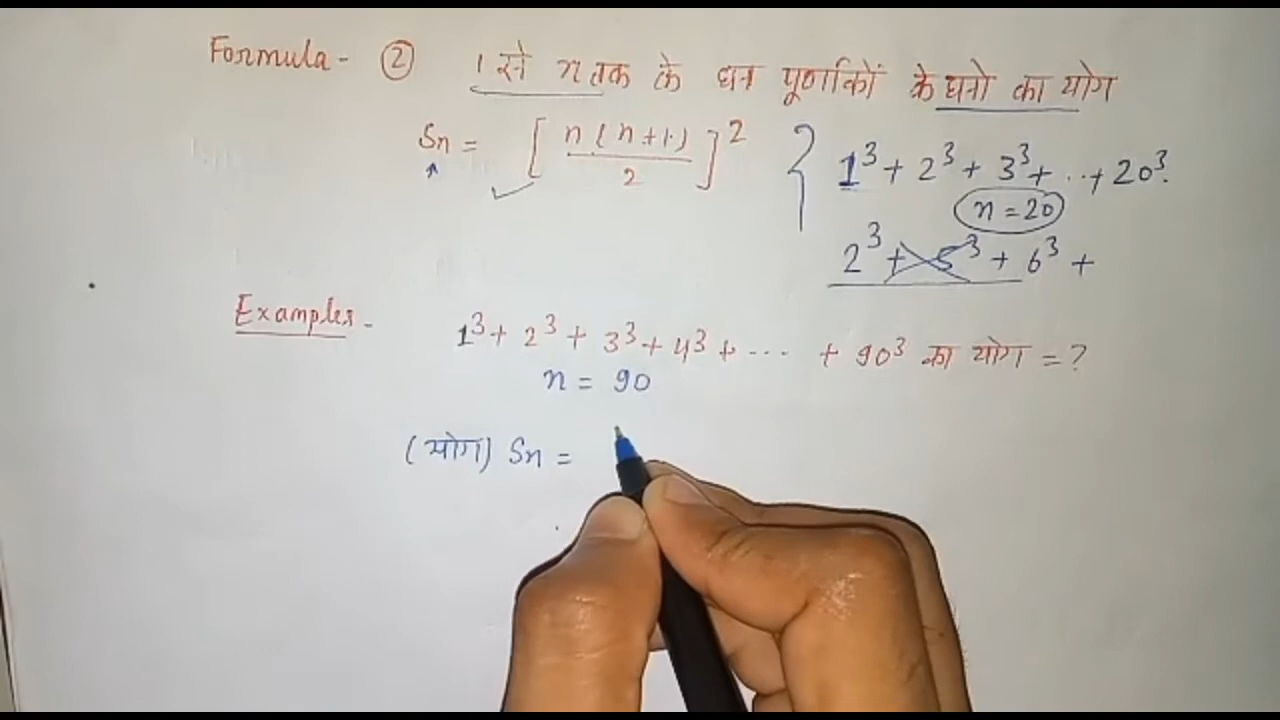 Formula - ② 1 से n तक के धन पूर्णांकों के घनो का योग
Sn = [n(n+1)/2]²
1³ + 2³ + 3³ + ... + 20³.
n = 20
2³ + 5³ + 6³ +
Examples -
1³ + 2³ + 3³ + 4³ + --- + 90³ का योग = ?
n = 90
(योग) Sn =